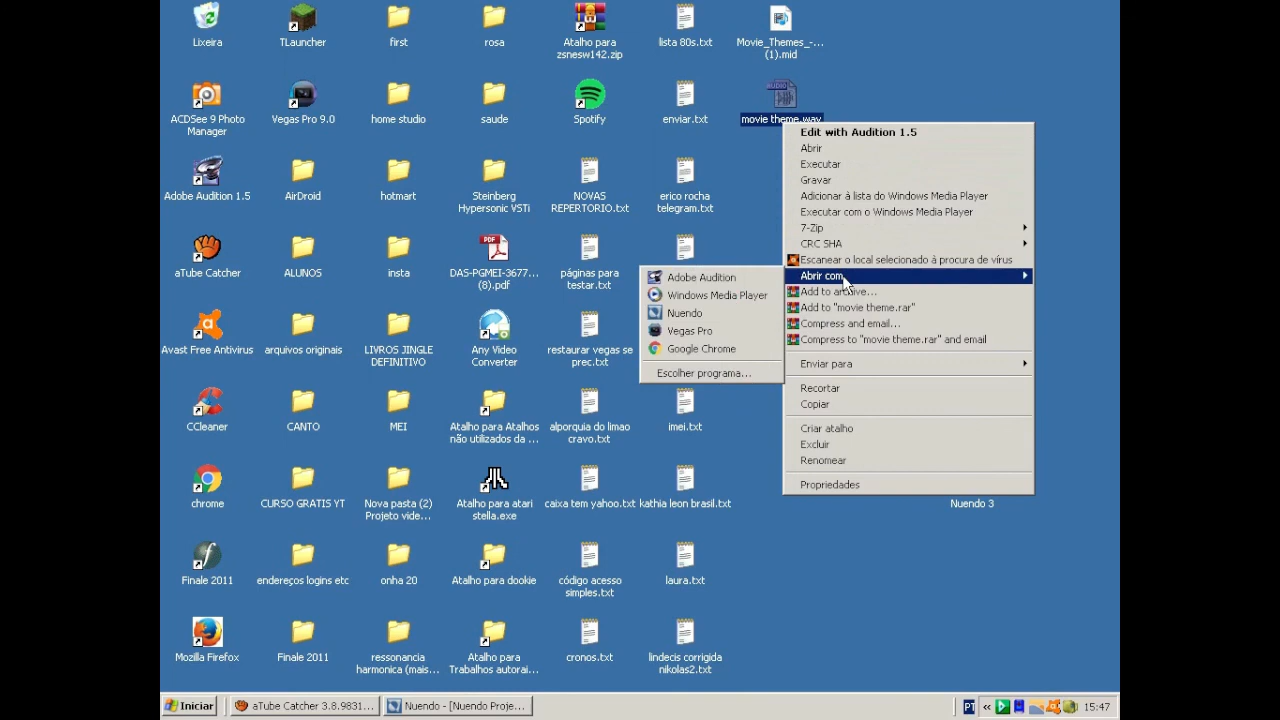 Lixeira
TLauncher
first
rosa
Atalho para
zsnesw142.zip
lista 80s.txt
Movie_Themes_-...
(1).mid
ACDSee 9 Photo
Manager
Vegas Pro 9.0
home studio
saude
Spotify
enviar.txt
AUDIO
movie theme.wav
Adobe Audition 1.5
AirDroid
hotmart
Steinberg
Hypersonic VSTi
NOVAS
REPERTORIO.txt
erico rocha
telegram.txt
aTube Catcher
ALUNOS
insta
PDF
DAS-PGMEI-3677...
(8).pdf
páginas para
testar.txt
Avast Free Antivirus
arquivos originais
LIVROS JINGLE
DEFINITIVO
Any Video
Converter
restaurar vegas se
prec.txt
CCleaner
CANTO
MEI
Atalho para Atalhos
não utilizados da ...
alporquia do limao
cravo.txt
imei.txt
chrome
CURSO GRATIS YT
Nova pasta (2)
Projeto vide...
Atalho para atari
stella.exe
caixa tem yahoo.txt
kathia leon brasil.txt
Nuendo 3
Finale 2011
endereços logins etc
onha 20
Atalho para dookie
código acesso
simples.txt
laura.txt
Mozilla Firefox
Finale 2011
ressonancia
harmonica (mais...
Atalho para
Trabalhos autorai...
cronos.txt
lindecis corrigida
nikolas2.txt
Edit with Audition 1.5
Abrir
Executar
Gravar
Adicionar à lista do Windows Media Player
Executar com o Windows Media Player
7-Zip
CRC SHA
Escanear o local selecionado à procura de vírus
Abrir com
Add to archive...
Add to "movie theme.rar"
Compress and email...
Compress to "movie theme.rar" and email
Enviar para
Recortar
Copiar
Criar atalho
Excluir
Renomear
Propriedades
Adobe Audition
Windows Media Player
Nuendo
Vegas Pro
Google Chrome
Escolher programa...
Iniciar
aTube Catcher 3.8.9831...
Nuendo - [Nuendo Proje...
PT
«
15:47